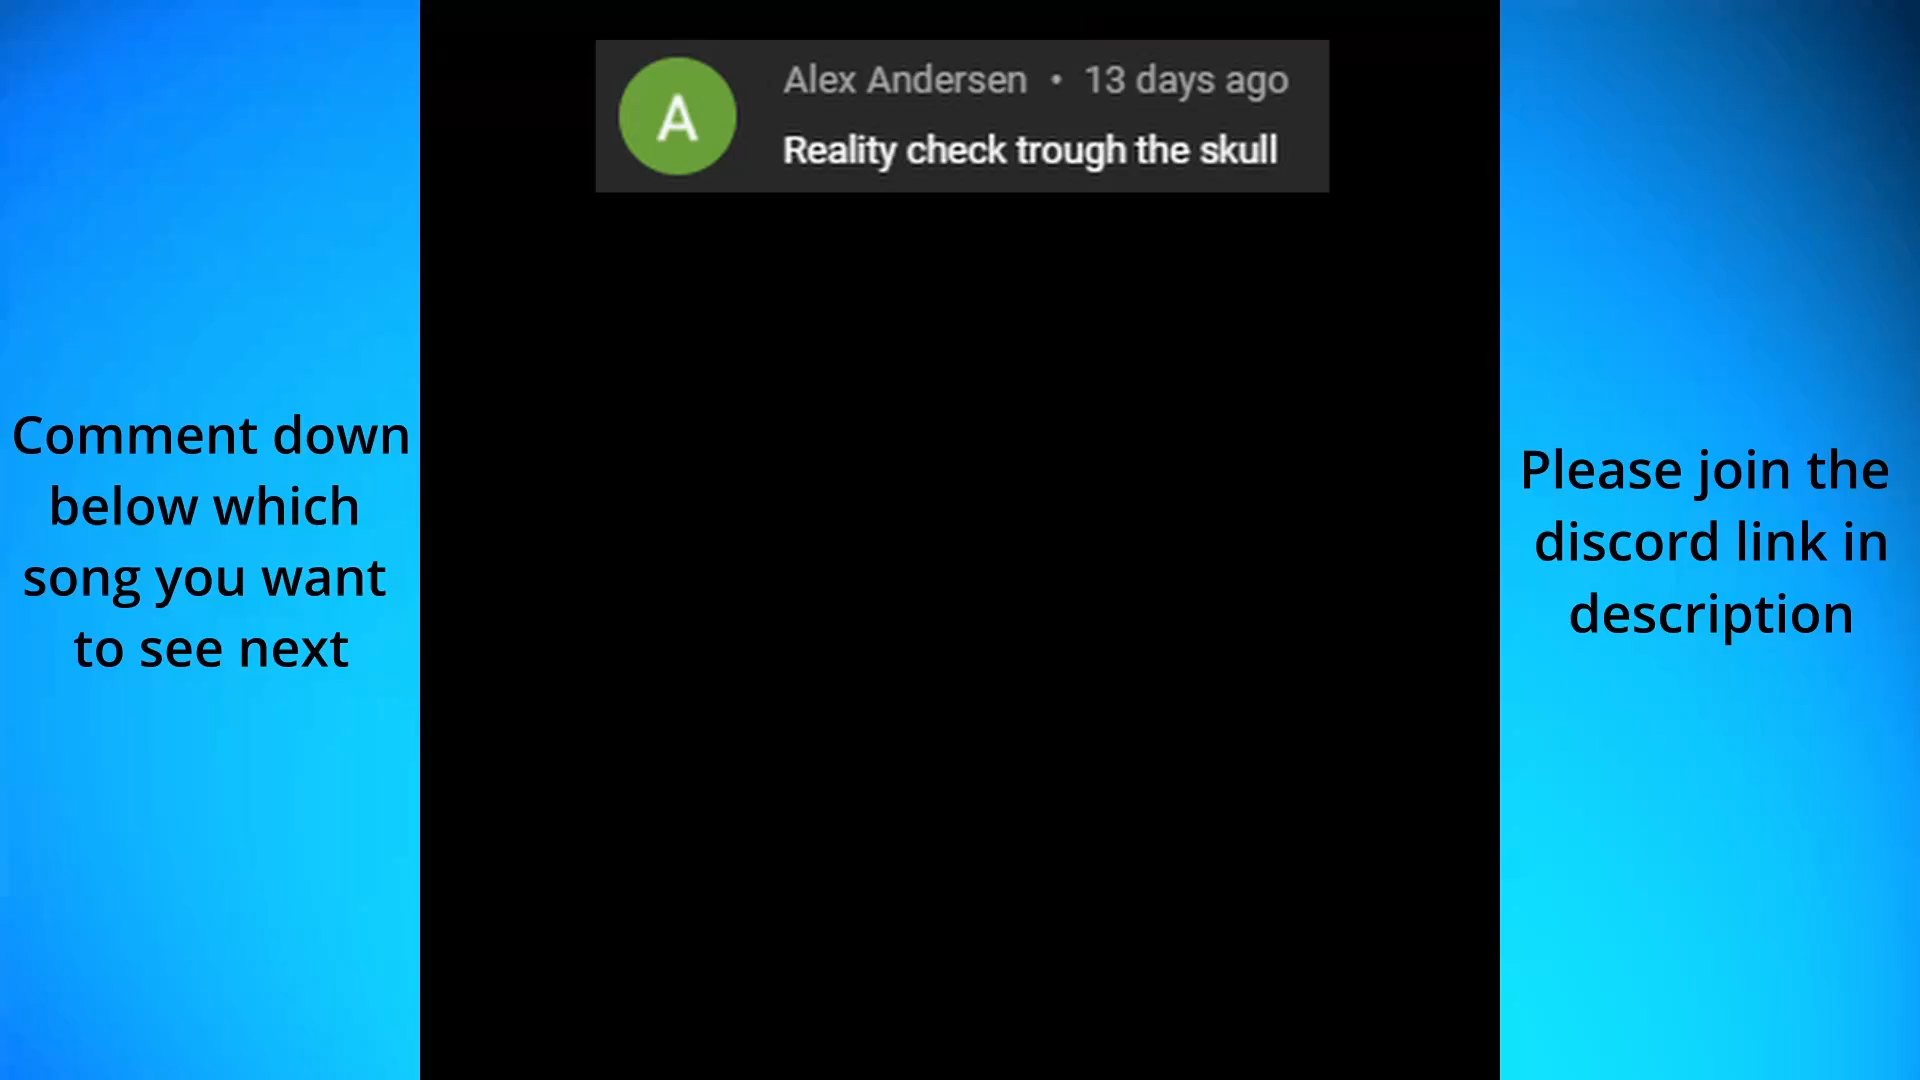 Alex Andersen • 13 days ago
Reality check trough the skull
Comment down
below which
song you want
to see next
Please join the
discord link in
description
A